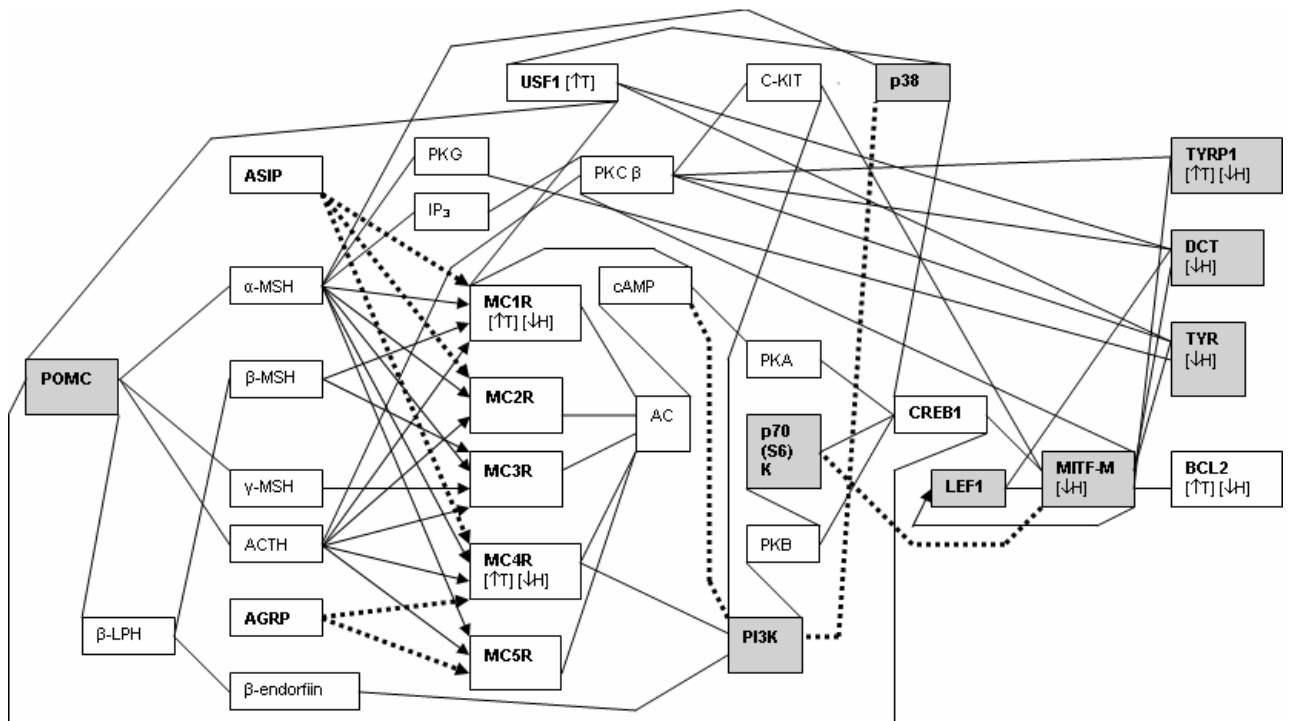 USF1 [↑T]
C-KIT
p38
ASIP
PKG
PKC β
TYRP1
[↑T] [↓H]
IP₃
DCT
[↓H]
α-MSH
MC1R
[↑T] [↓H]
cAMP
TYR
[↓H]
POMC
β-MSH
MC2R
PKA
AC
CREB1
p70
(S6)
K
γ-MSH
MC3R
LEF1
MITF-M
[↓H]
BCL2
[↑T] [↓H]
ACTH
MC4R
[↑T] [↓H]
PKB
AGRP
β-LPH
MC5R
PI3K
β-endorfiin